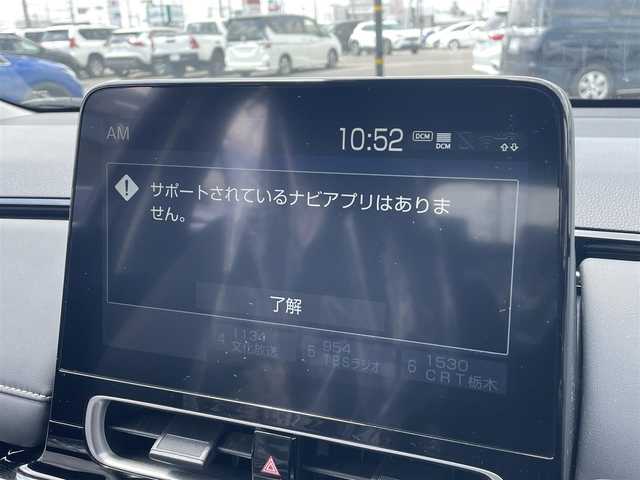 AM
10:52 DCM DCM
サポートされているナビアプリはありま
せん。
了解
4 1134 文化放送
5 954 TBSラジオ
6 1530 CRT栃木